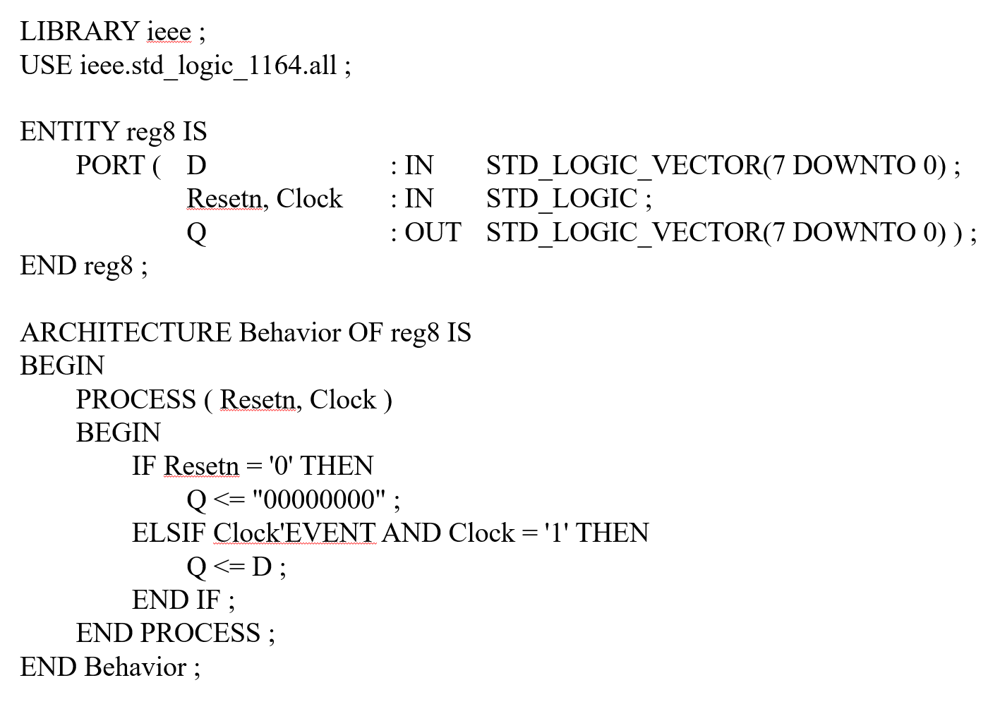 LIBRARY ieee ;
USE ieee.std_logic_1164.all ;
ENTITY reg8 IS
PORT ( D : IN STD_LOGIC_VECTOR(7 DOWNTO 0) ;
Resetn, Clock : IN STD_LOGIC ;
Q : OUT STD_LOGIC_VECTOR(7 DOWNTO 0) ) ;
END reg8 ;
ARCHITECTURE Behavior OF reg8 IS
BEGIN
PROCESS ( Resetn, Clock )
BEGIN
IF Resetn = '0' THEN
Q <= "00000000" ;
ELSIF Clock'EVENT AND Clock = '1' THEN
Q <= D ;
END IF ;
END PROCESS ;
END Behavior ;